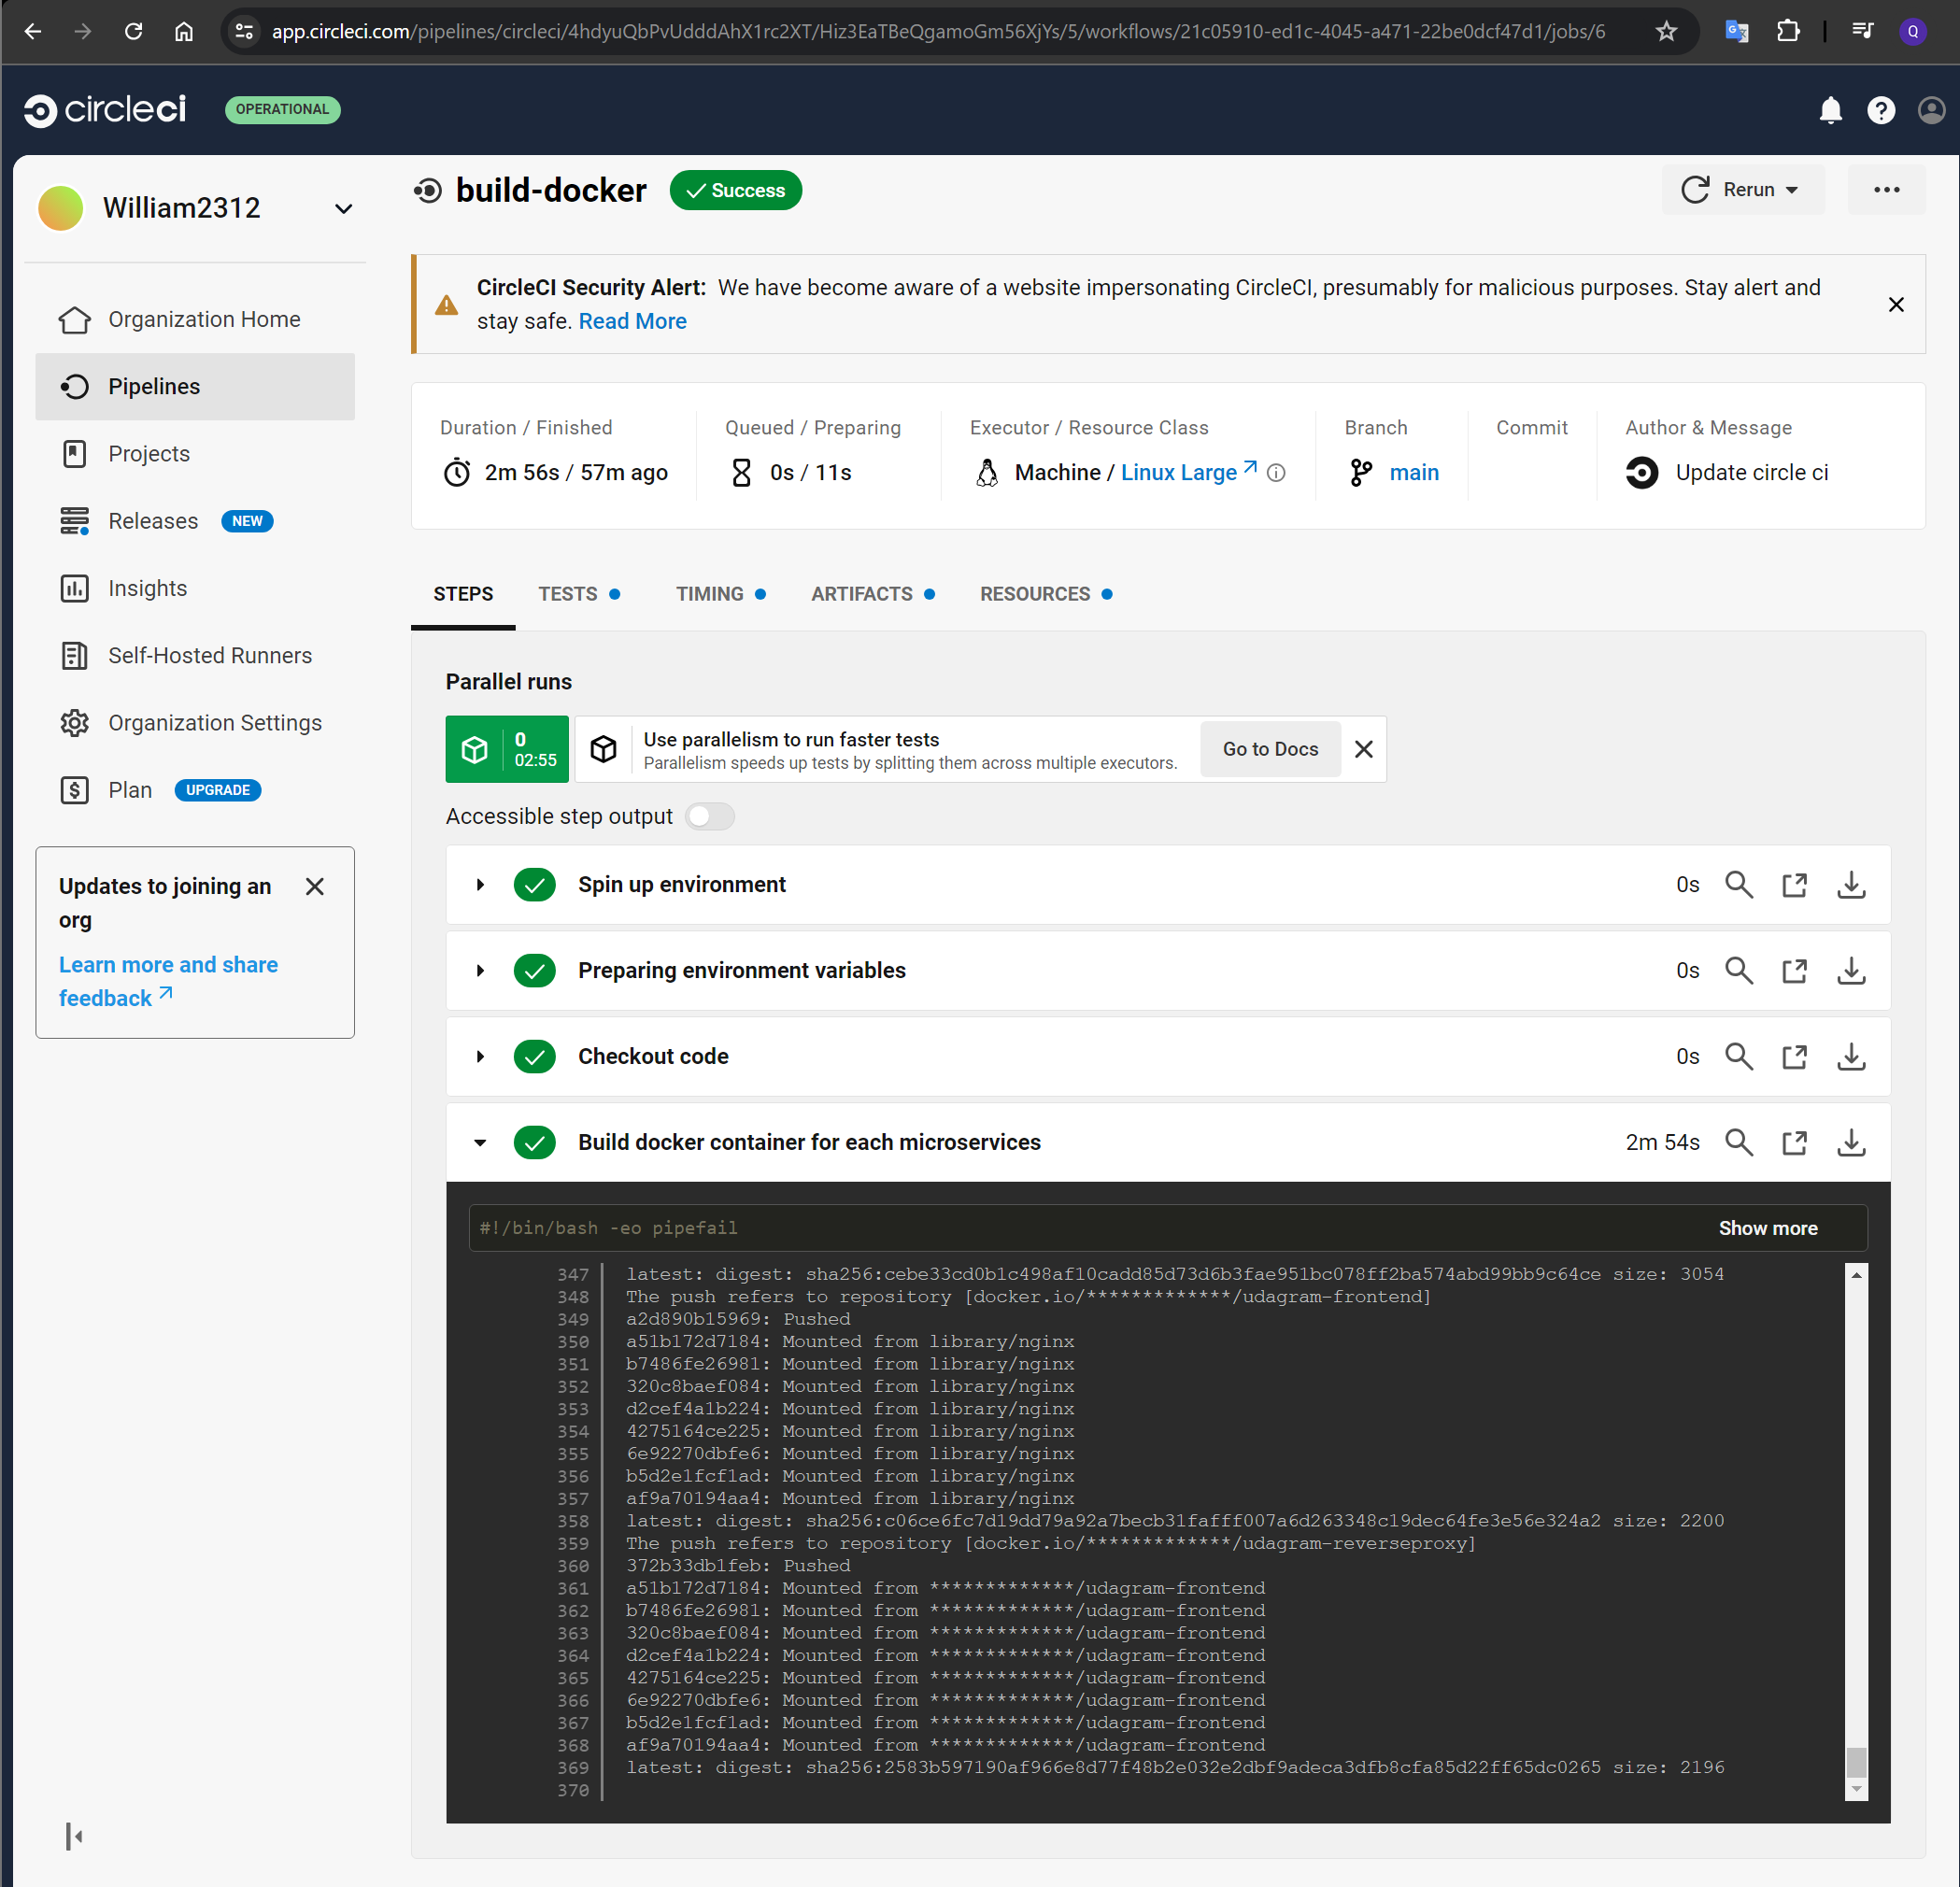 app.circleci.com/pipelines/circleci/4hdyuQbPvUdddAhX1rc2XT/Hiz3EaTBeQgamoGm56XjYs/5/workflows/21c05910-ed1c-4045-a471-22be0dcf47d1/jobs/6
Q
circleci
OPERATIONAL
William2312
Organization Home
Pipelines
Projects
Releases NEW
Insights
Self-Hosted Runners
Organization Settings
Plan UPGRADE
Updates to joining an
org
Learn more and share
feedback
build-docker Success
Rerun
CircleCI Security Alert: We have become aware of a website impersonating CircleCI, presumably for malicious purposes. Stay alert and
stay safe. Read More
Duration / Finished
2m 56s / 57m ago
Queued / Preparing
0s / 11s
Executor / Resource Class
Machine / Linux Large
Branch
main
Commit
Author & Message
Update circle ci
STEPS TESTS TIMING ARTIFACTS RESOURCES
Parallel runs
0
02:55
Use parallelism to run faster tests
Parallelism speeds up tests by splitting them across multiple executors.
Go to Docs
Accessible step output
Spin up environment 0s
Preparing environment variables 0s
Checkout code 0s
Build docker container for each microservices 2m 54s
#!/bin/bash -eo pipefail Show more
347 latest: digest: sha256:cebe33cd0b1c498af10cadd85d73d6b3fae951bc078ff2ba574abd99bb9c64ce size: 3054
348 The push refers to repository [docker.io/*************/udagram-frontend]
349 a2d890b15969: Pushed
350 a51b172d7184: Mounted from library/nginx
351 b7486fe26981: Mounted from library/nginx
352 320c8baef084: Mounted from library/nginx
353 d2cef4a1b224: Mounted from library/nginx
354 4275164ce225: Mounted from library/nginx
355 6e92270dbfe6: Mounted from library/nginx
356 b5d2e1fcf1ad: Mounted from library/nginx
357 af9a70194aa4: Mounted from library/nginx
358 latest: digest: sha256:c06ce6fc7d19dd79a92a7becb31fafff007a6d263348c19dec64fe3e56e324a2 size: 2200
359 The push refers to repository [docker.io/*************/udagram-reverseproxy]
360 372b33db1feb: Pushed
361 a51b172d7184: Mounted from *************/udagram-frontend
362 b7486fe26981: Mounted from *************/udagram-frontend
363 320c8baef084: Mounted from *************/udagram-frontend
364 d2cef4a1b224: Mounted from *************/udagram-frontend
365 4275164ce225: Mounted from *************/udagram-frontend
366 6e92270dbfe6: Mounted from *************/udagram-frontend
367 b5d2e1fcf1ad: Mounted from *************/udagram-frontend
368 af9a70194aa4: Mounted from *************/udagram-frontend
369 latest: digest: sha256:2583b597190af966e8d77f48b2e032e2dbf9adeca3dfb8cfa85d22ff65dc0265 size: 2196
370